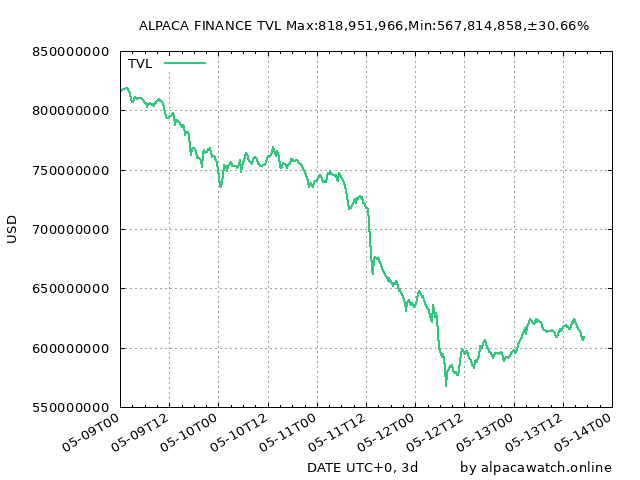 ALPACA FINANCE TVL Max:818,951,966,Min:567,814,858,±30.66%
850000000
TVL
800000000
750000000
700000000
USD
650000000
600000000
550000000
05-09T00
05-09T12
05-10T00
05-10T12
05-11T00
05-11T12
05-12T00
05-12T12
05-13T00
05-13T12
05-14T00
DATE UTC+0, 3d
by alpacawatch.online